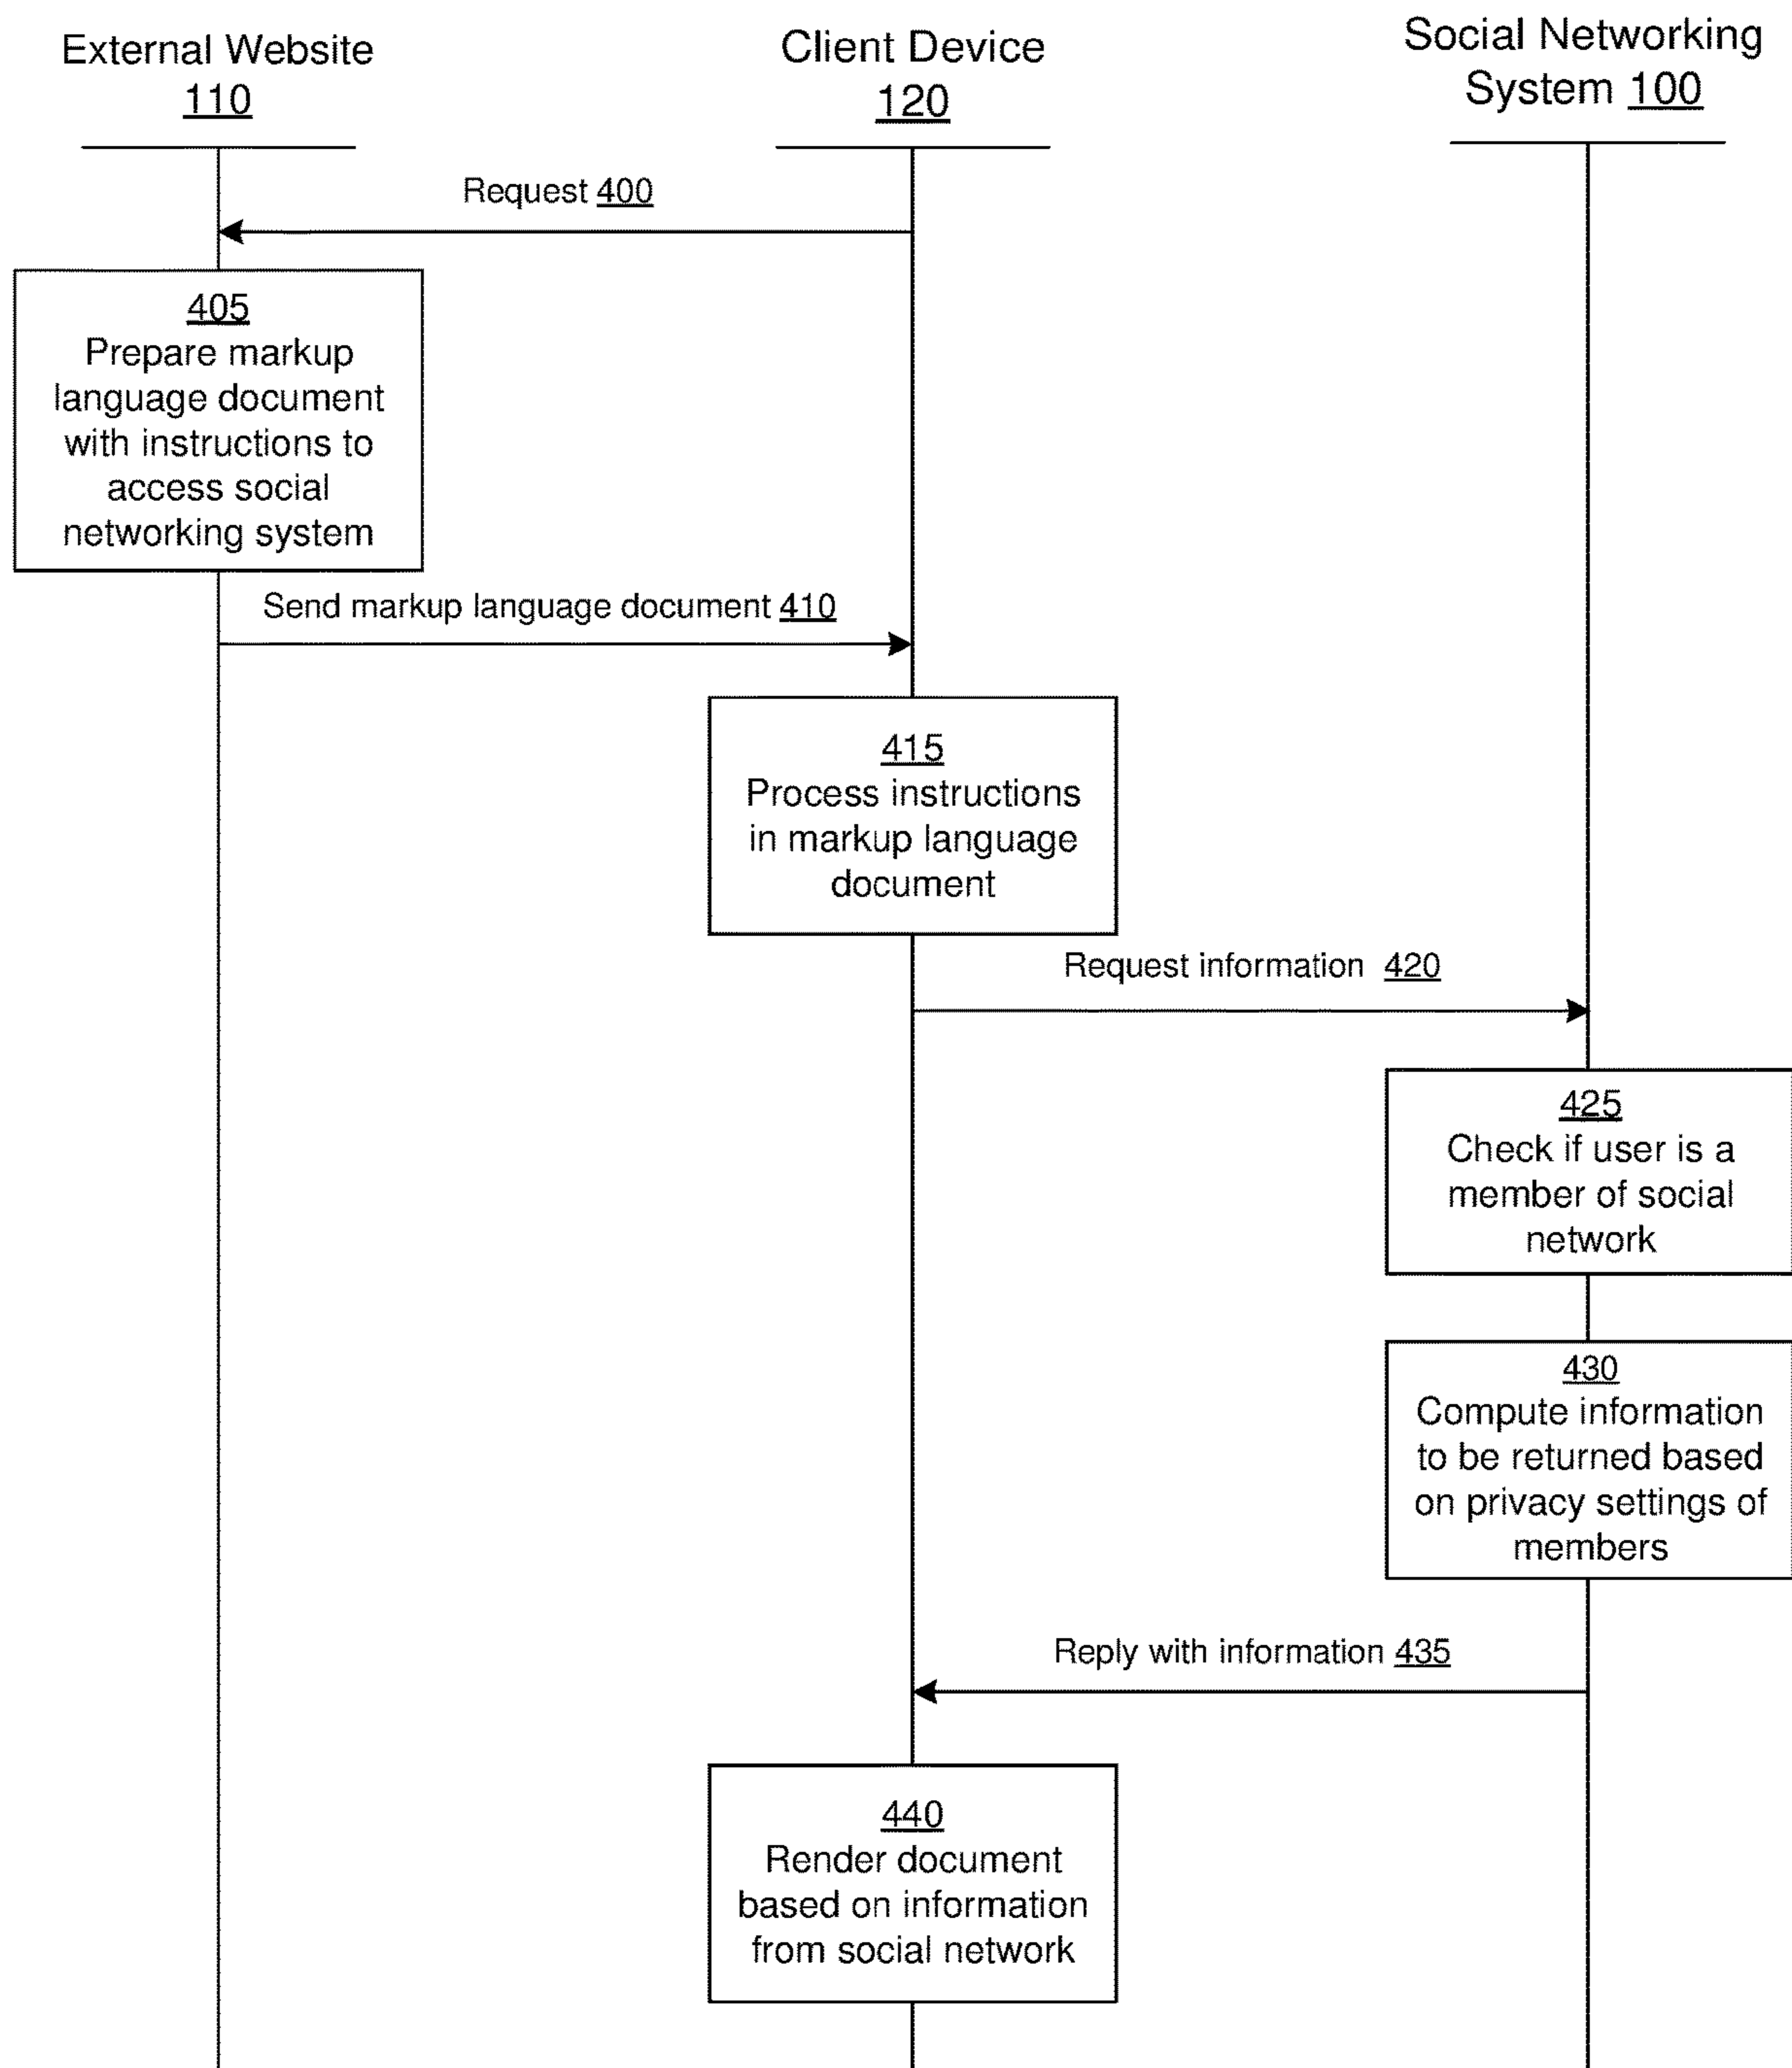 External Website
110
Client Device
120
Social Networking
System 100
Request 400
405
Prepare markup
language document
with instructions to
access social
networking system
Send markup language document 410
415
Process instructions
in markup language
document
Request information 420
425
Check if user is a
member of social
network
430
Compute information
to be returned based
on privacy settings of
members
Reply with information 435
440
Render document
based on information
from social network